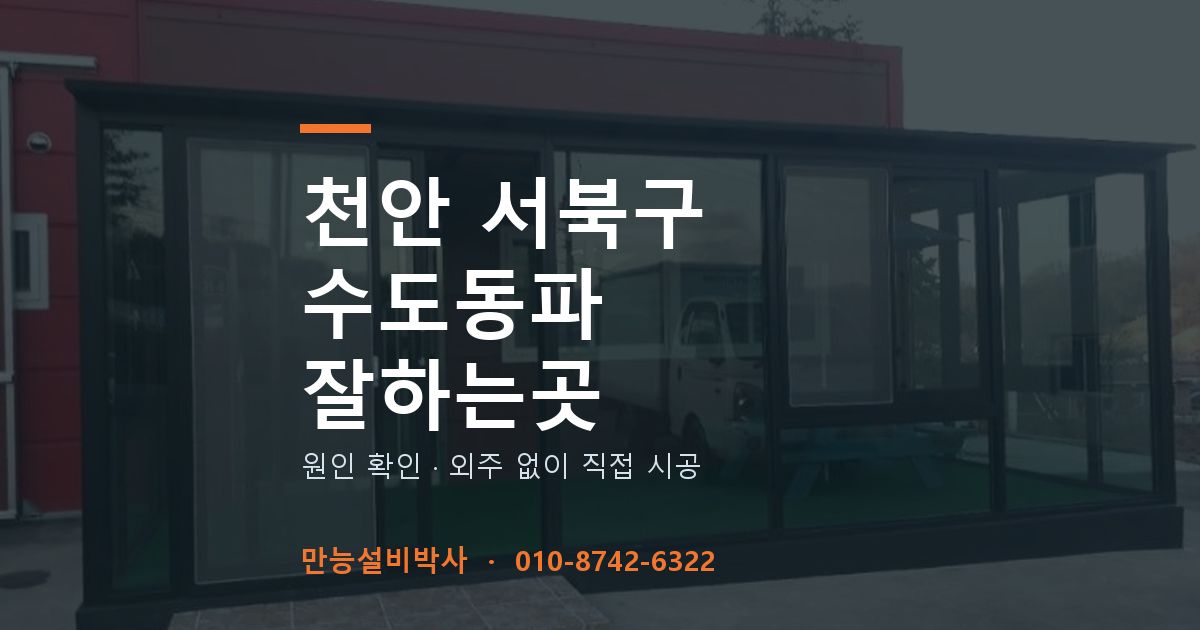 천안 서북구
수도동파
잘하는곳
원인 확인 · 외주 없이 직접 시공
만능설비박사 · 010-8742-6322